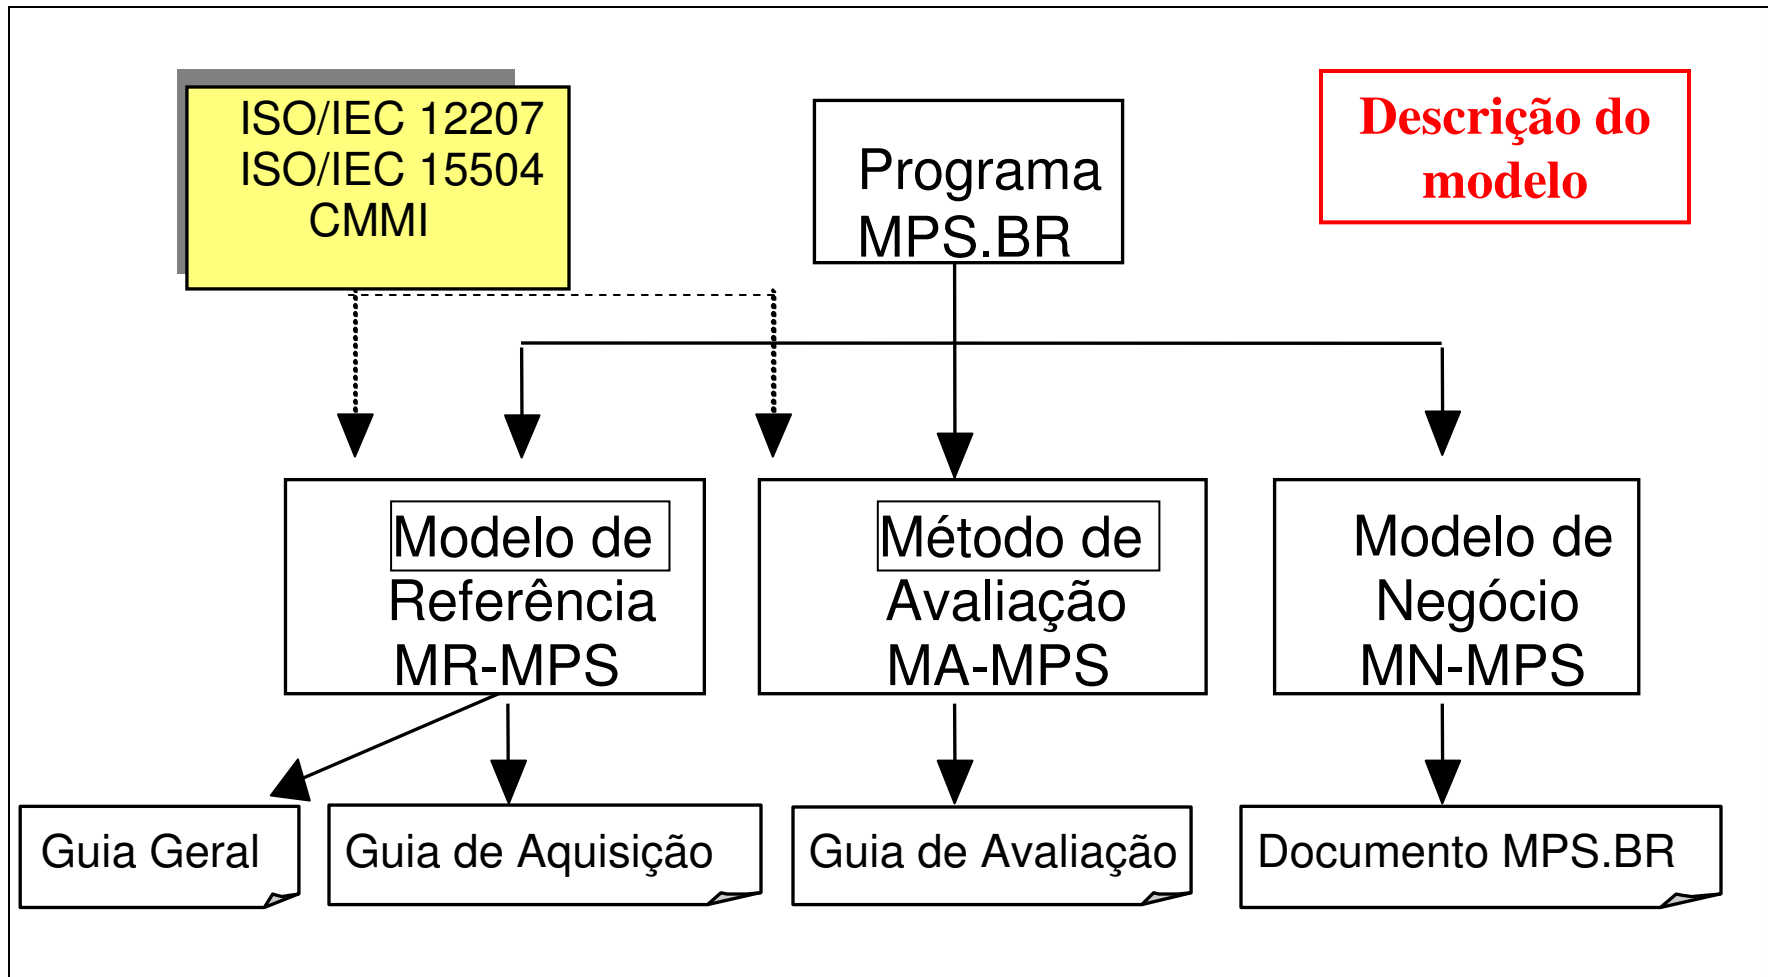 ISO/IEC 12207
ISO/IEC 15504
CMMI
Programa
MPS.BR
Descrição do
modelo
Modelo de
Referência
MR-MPS
Método de
Avaliação
MA-MPS
Modelo de
Negócio
MN-MPS
Guia Geral
Guia de Aquisição
Guia de Avaliação
Documento MPS.BR